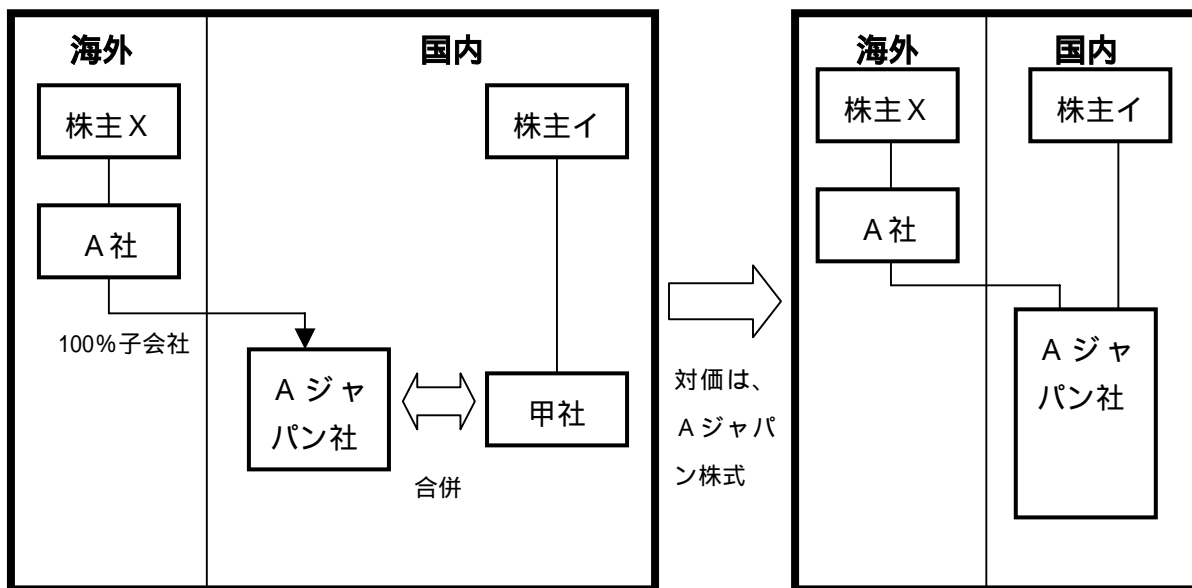 海外
国内
株主X
株主イ
A社
100%子会社
Aジャ
パン社
甲社
合併
対価は、
Aジャパ
ン株式
海外
国内
株主X
株主イ
A社
Aジャ
パン社